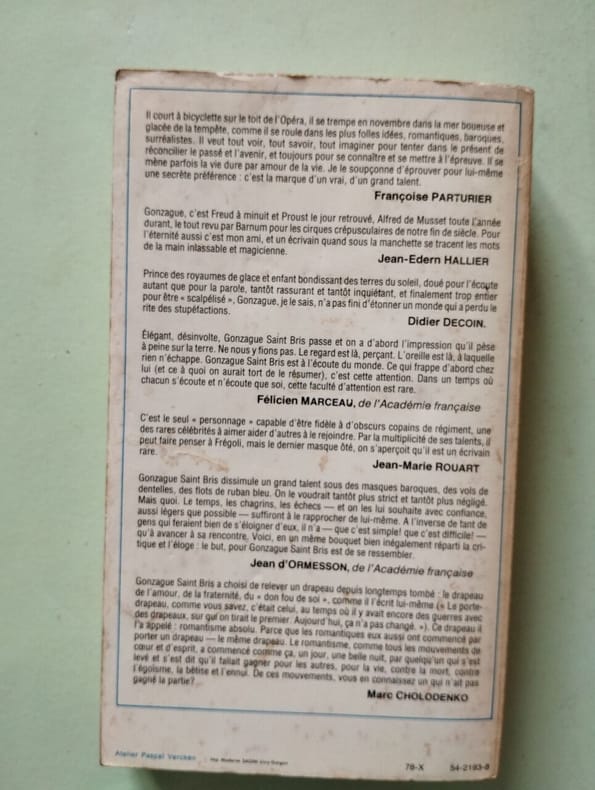 Il court à bicyclette sur le toit de l'Opéra, il se trempe en novembre dans la mer boueuse et
glacée de la tempête, comme il se roule dans les plus folles idées, romantiques, baroques,
surréalistes. Il veut tout voir, tout savoir, tout imaginer pour tenter dans le présent de
réconcilier le passé et l'avenir, et toujours pour se connaître et se mettre à l'épreuve. Il se
mène parfois la vie dure par amour de la vie. Je le soupçonne d'éprouver pour lui-même
une secrète préférence : c'est la marque d'un vrai, d'un grand talent.
Françoise PARTURIER
Gonzague, c'est Freud à minuit et Proust le jour retrouvé, Alfred de Musset toute l'année
durant, le tout revu par Barnum pour les cirques crépusculaires de notre fin de siècle. Pour
l'éternité aussi c'est mon ami, et un écrivain quand sous la manchette se tracent les mots
de la main inlassable et magicienne.
Jean-Edern HALLIER
Prince des royaumes de glace et enfant bondissant des terres du soleil, doué pour l'écoute
autant que pour la parole, tantôt rassurant et tantôt inquiétant, et finalement trop entier
pour être « scalpélisé », Gonzague, je le sais, n'a pas fini d'étonner un monde qui a perdu le
rite des stupéfactions.
Didier DECOIN.
Élégant, désinvolte, Gonzague Saint Bris passe et on a d'abord l'impression qu'il pèse
à peine sur la terre. Ne nous y fions pas. Le regard est là, perçant. L'oreille est là, à laquelle
rien n'échappe. Gonzague Saint Bris est à l'écoute du monde. Ce qui frappe d'abord chez
lui (et ce à quoi on aurait tort de le résumer), c'est cette attention. Dans un temps où
chacun s'écoute et n'écoute que soi, cette faculté d'attention est rare.
Félicien MARCEAU, de l'Académie française
C'est le seul « personnage » capable d'être fidèle à d'obscurs copains de régiment, une
des rares célébrités à aimer aider d'autres à le rejoindre. Par la multiplicité de ses talents, il
peut faire penser à Frégoli, mais le dernier masque ôté, on s'aperçoit qu'il est un écrivain
rare.
Jean-Marie ROUART
Gonzague Saint Bris dissimule un grand talent sous des masques baroques, des vols de
dentelles, des flots de ruban bleu. On le voudrait tantôt plus strict et tantôt plus négligé.
Mais quoi. Le temps, les chagrins, les échecs — et on les lui souhaite avec confiance,
aussi légers que possible — suffiront à le rapprocher de lui-même. A l'inverse de tant de
gens qui feraient bien de s'éloigner d'eux, il n'a — que c'est simple! que c'est difficile! —
qu'à avancer à sa rencontre. Voici, en un même bouquet bien inégalement réparti la cri-
tique et l'éloge : le but, pour Gonzague Saint Bris est de se ressembler.
Jean d'ORMESSON, de l'Académie française
Gonzague Saint Bris a choisi de relever un drapeau depuis longtemps tombé : le drapeau
de l'amour, de la fraternité, du « don fou de soi », comme il l'écrit lui-même (« Le porte-
drapeau, comme vous savez, c'était celui, au temps où il y avait encore des guerres avec
des drapeaux, sur qui on tirait le premier. Aujourd'hui, ça n'a pas changé. »). Ce drapeau il
l'a appelé : romantisme absolu. Parce que les romantiques eux aussi ont commencé par
porter un drapeau — le même drapeau. Le romantisme, comme tous les mouvements de
cœur et d'esprit, a commencé comme ça, un jour, une belle nuit, par quelqu'un qui s'est
levé et s'est dit qu'il fallait gagner pour les autres, pour la vie, contre la mort, contre
l'égoïsme, la bêtise et l'ennui. De ces mouvements, vous en connaissez un qui n'ait pas
gagné la partie?
Marc CHOLODENKO
Atelier Pascal Vercken
78-X 54-2193-8